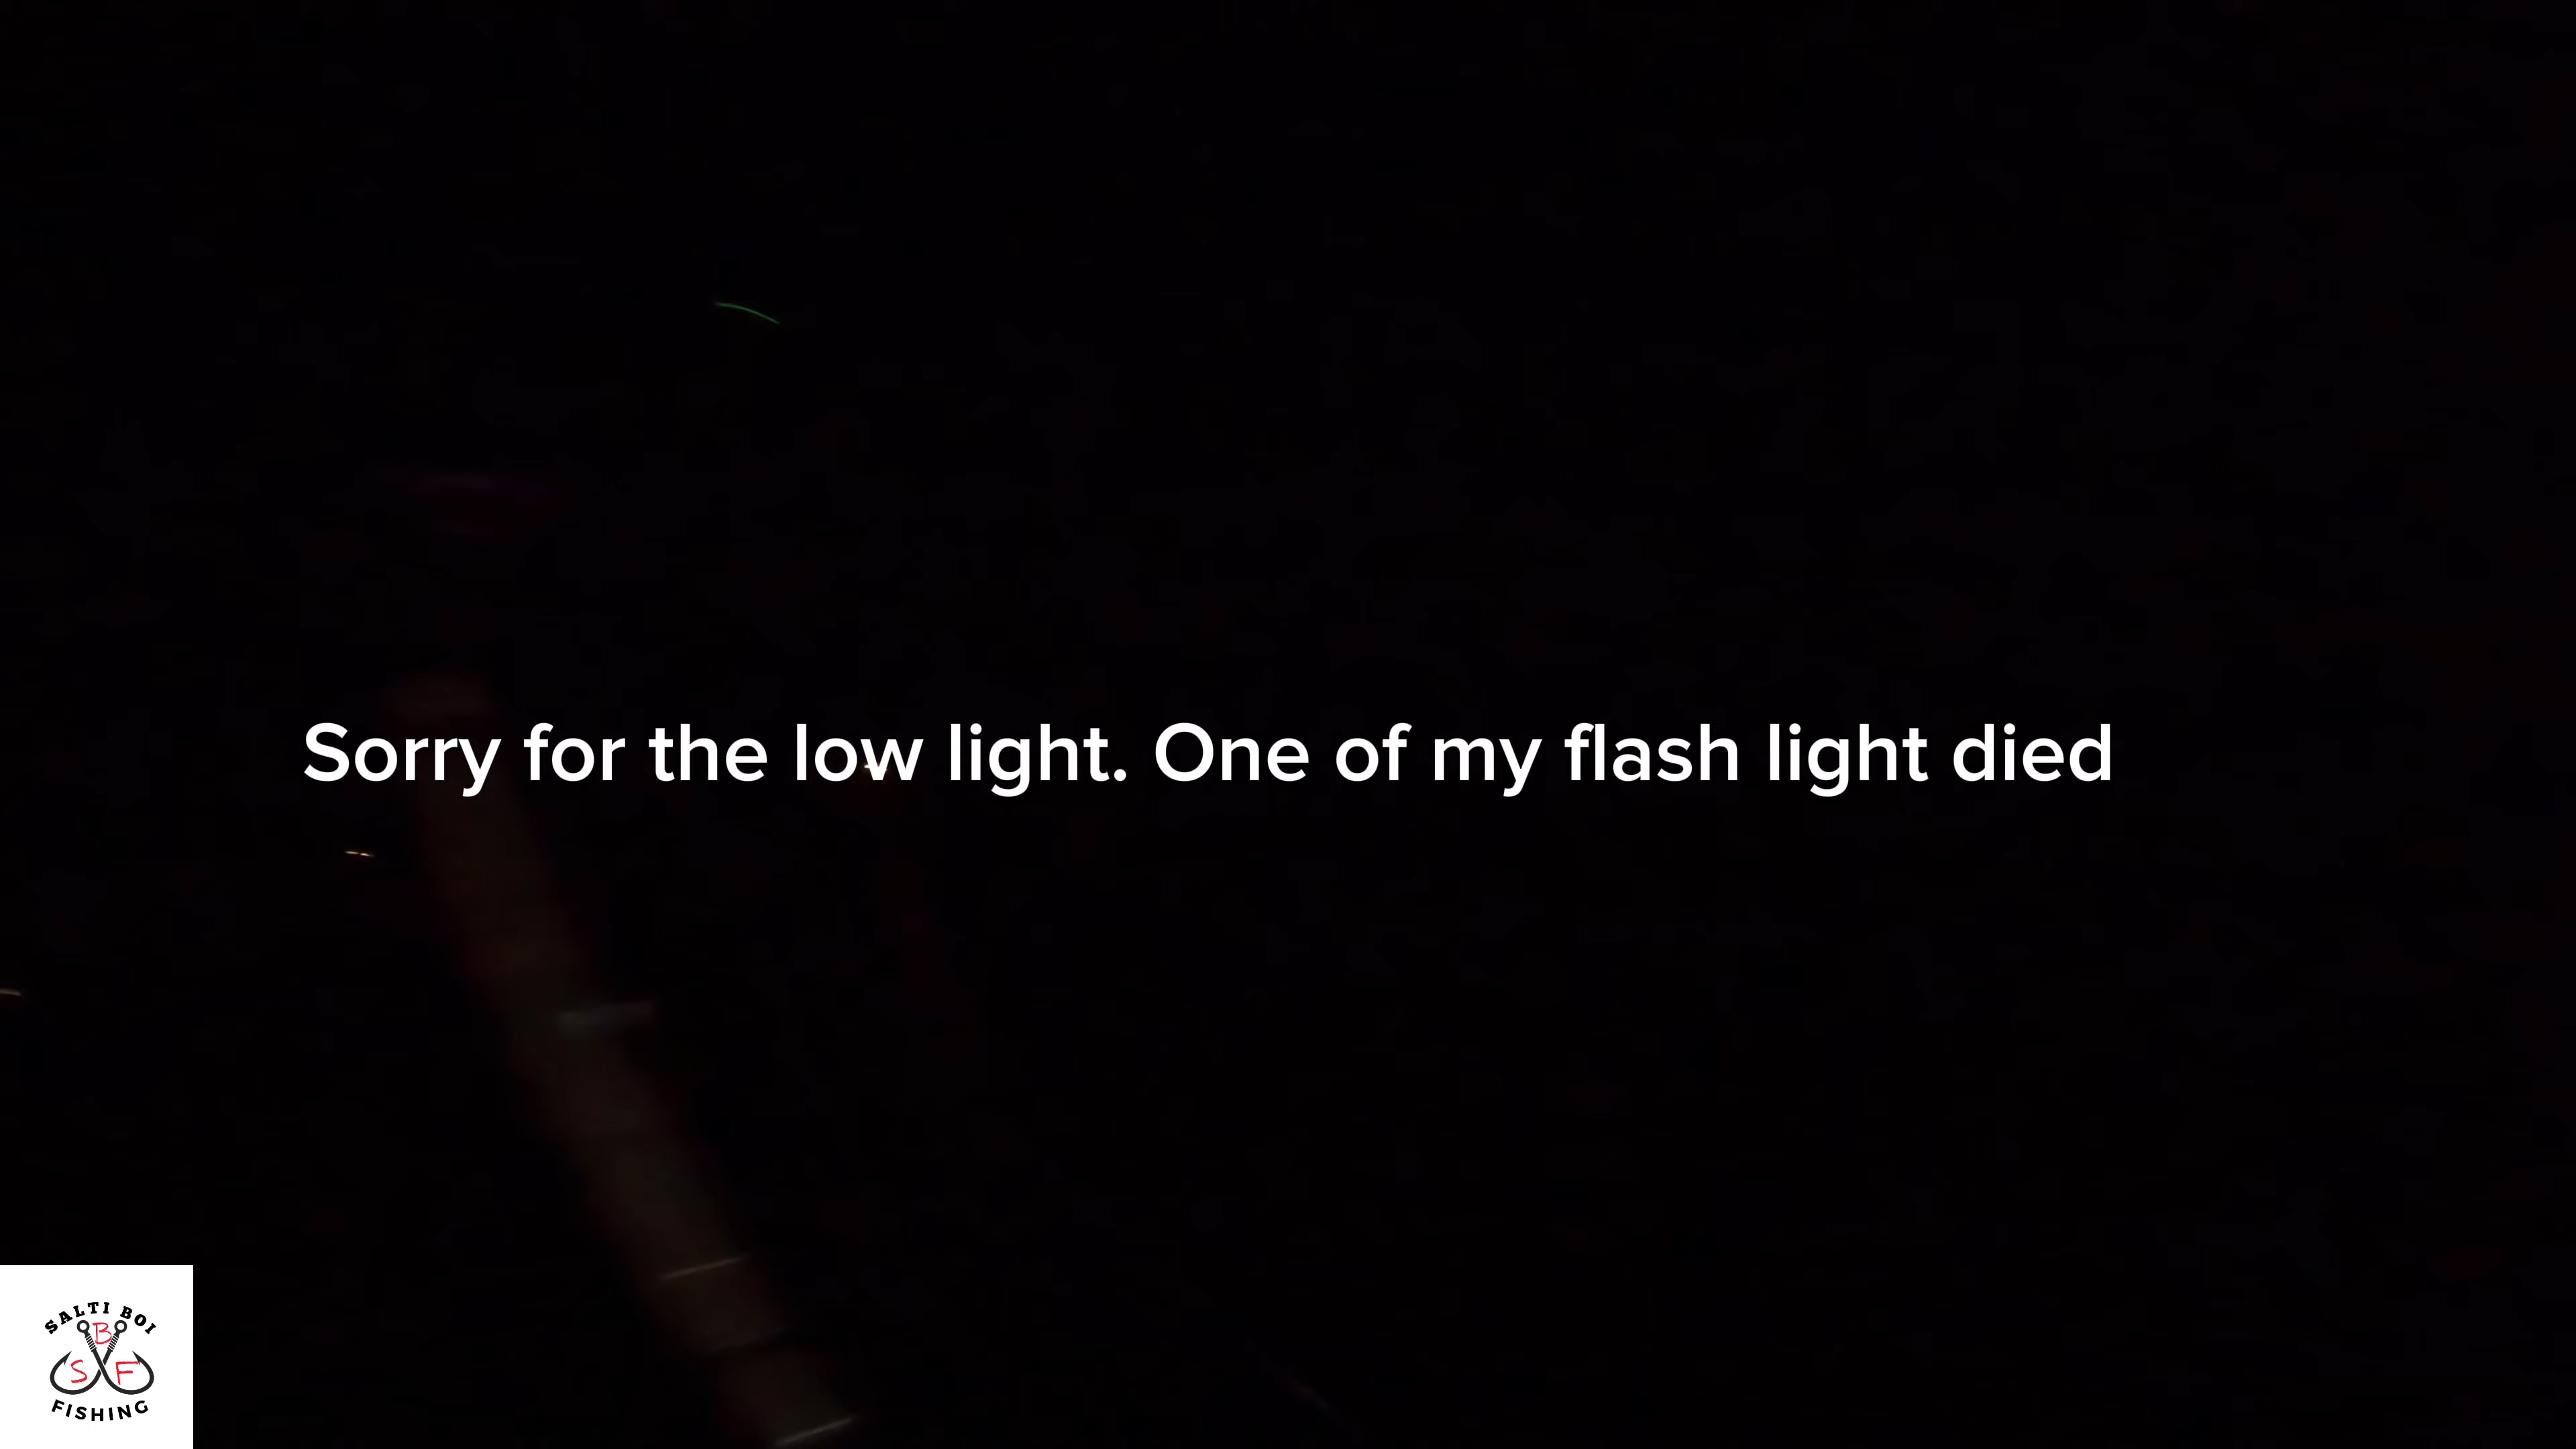 Sorry for the low light. One of my flash light died
SALTI BOI
B
S F
FISHING